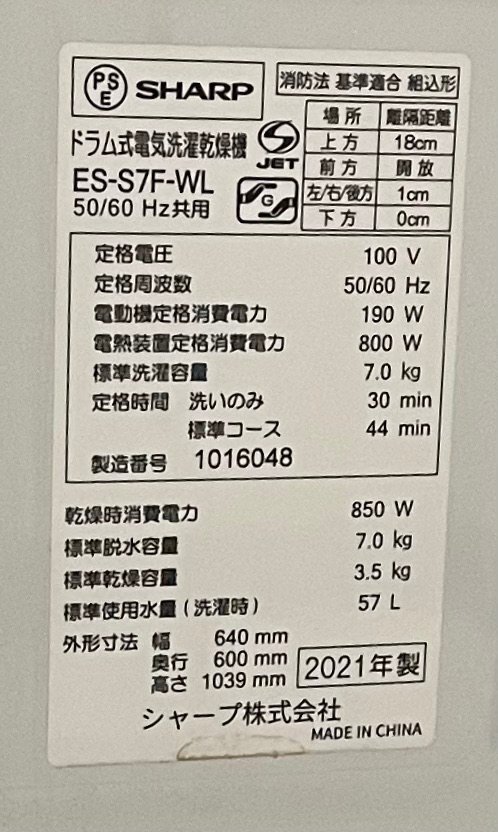 PSE SHARP
消防法 基準適合 組込形
場所 離隔距離
上方 18cm
前方 開放
左/右/後方 1cm
下方 0cm
ドラム式電気洗濯乾燥機
S JET
ES-S7F-WL
G
50/60 Hz共用
定格電圧 100 V
定格周波数 50/60 Hz
電動機定格消費電力 190 W
電熱装置定格消費電力 800 W
標準洗濯容量 7.0 kg
定格時間 洗いのみ 30 min
標準コース 44 min
製造番号 1016048
乾燥時消費電力 850 W
標準脱水容量 7.0 kg
標準乾燥容量 3.5 kg
標準使用水量(洗濯時) 57 L
外形寸法 幅 640 mm
奥行 600 mm
高さ 1039 mm
2021年製
シャープ株式会社
MADE IN CHINA